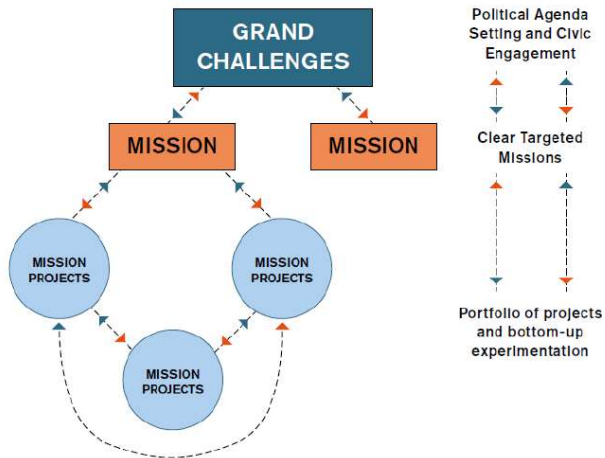 GRAND
CHALLENGES
MISSION
MISSION
MISSION
PROJECTS
MISSION
PROJECTS
MISSION
PROJECTS
Political Agenda
Setting and Civic
Engagement
Clear Targeted
Missions
Portfolio of projects
and bottom-up
experimentation